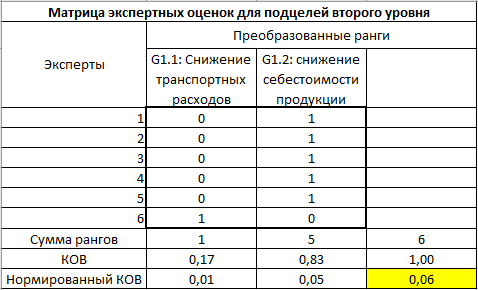 Матрица экспертных оценок для подцелей второго уровня
Эксперты
Преобразованные ранги
G1.1: Снижение транспортных расходов
G1.2: снижение себестоимости продукции
1 0 1
2 0 1
3 0 1
4 0 1
5 0 1
6 1 0
Сумма рангов 1 5 6
КОВ 0,17 0,83 1,00
Нормированный КОВ 0,01 0,05 0,06